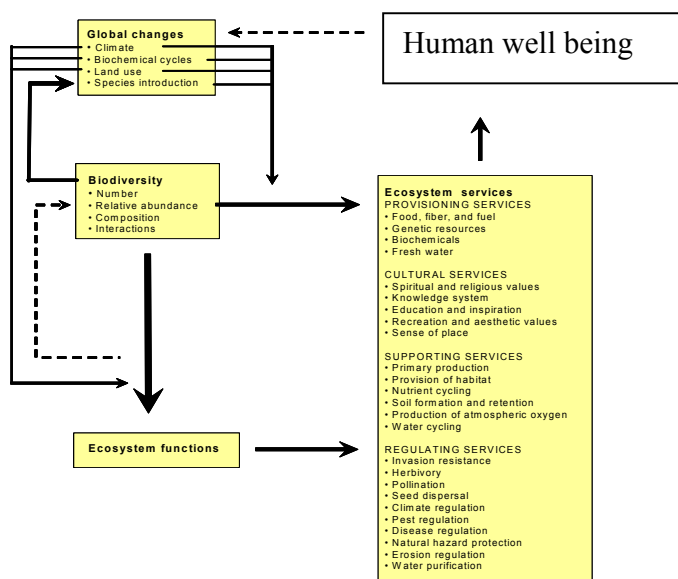 Global changes
• Climate
• Biochemical cycles
• Land use
• Species introduction
Human well being
Biodiversity
• Number
• Relative abundance
• Composition
• Interactions
Ecosystem functions
Ecosystem services
PROVISIONING SERVICES
• Food, fiber, and fuel
• Genetic resources
• Biochemicals
• Fresh water
CULTURAL SERVICES
• Spiritual and religious values
• Knowledge system
• Education and inspiration
• Recreation and aesthetic values
• Sense of place
SUPPORTING SERVICES
• Primary production
• Provision of habitat
• Nutrient cycling
• Soil formation and retention
• Production of atmospheric oxygen
• Water cycling
REGULATING SERVICES
• Invasion resistance
• Herbivory
• Pollination
• Seed dispersal
• Climate regulation
• Pest regulation
• Disease regulation
• Natural hazard protection
• Erosion regulation
• Water purification